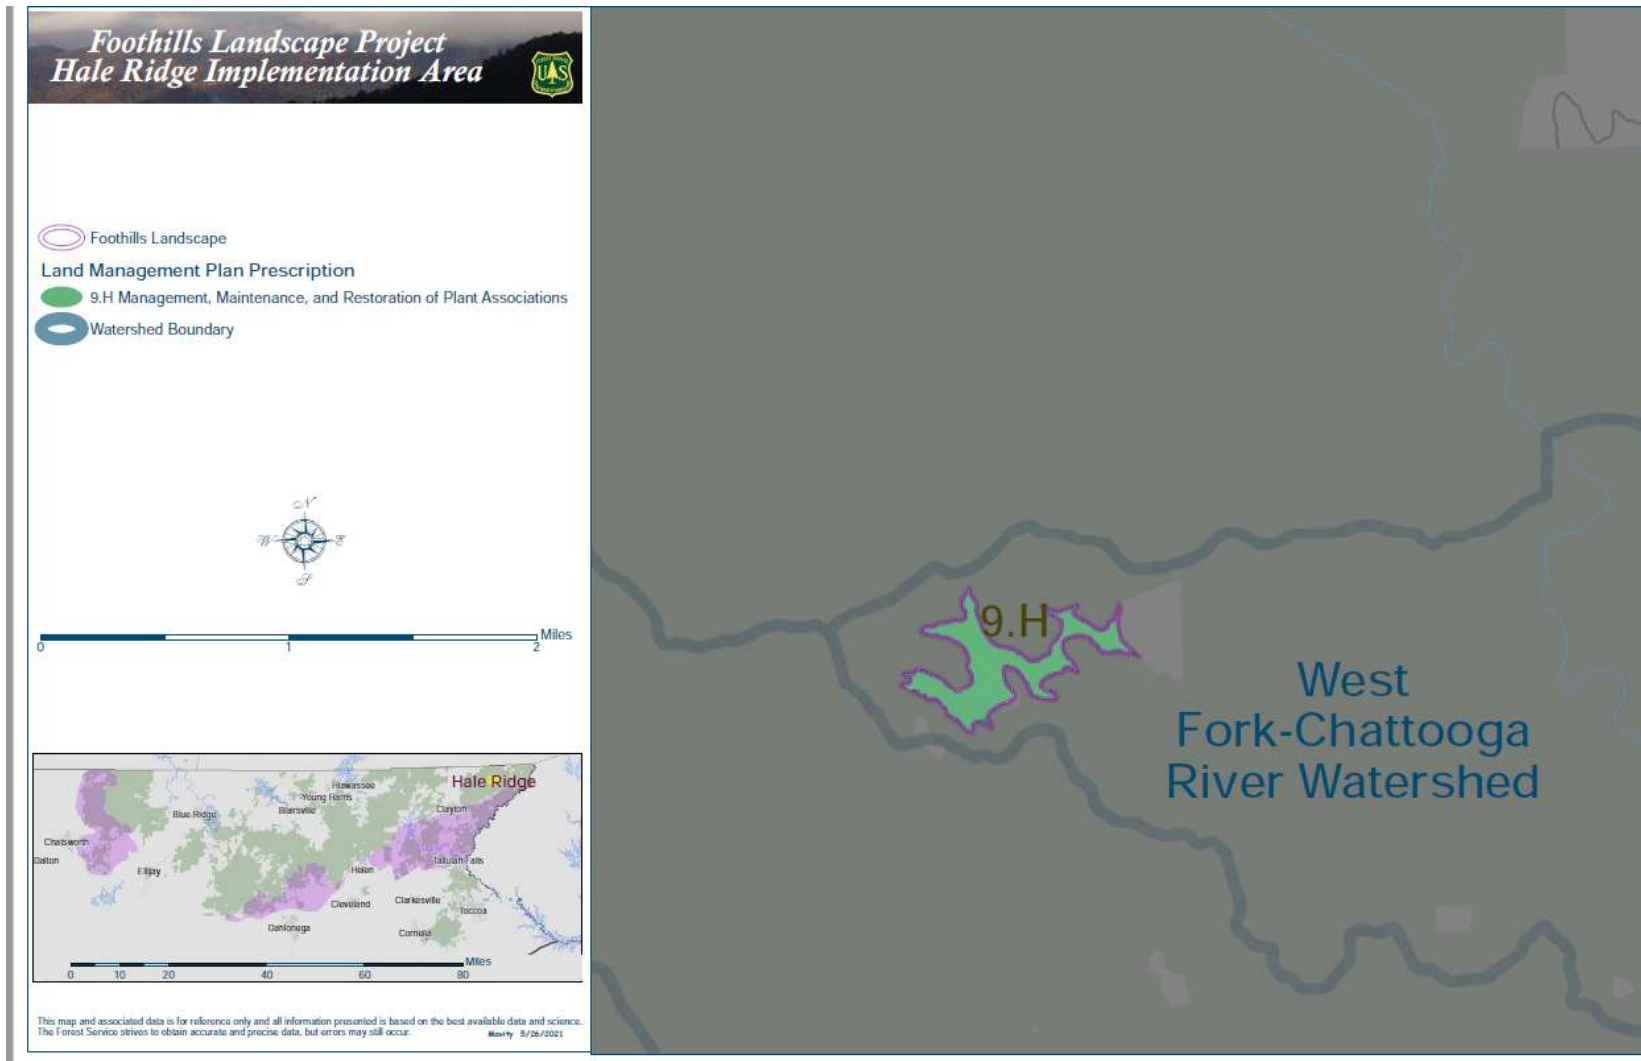 Foothills Landscape Project
Hale Ridge Implementation Area
U S
Foothills Landscape
Land Management Plan Prescription
9.H Management, Maintenance, and Restoration of Plant Associations
Watershed Boundary
N
W E
S
Miles
0 1 2
Hale Ridge
Hiawassee
Young Harris
Blairsville
Blue Ridge
Clayton
Chatsworth
Dalton
Ellijay
Helen
Tallulah Falls
Cleveland
Clarkesville
Toccoa
Dahlonega
Cornelia
Miles
0 10 20 40 60 80
This map and associated data is for reference only and all information presented is based on the best available data and science.
The Forest Service strives to obtain accurate and precise data, but errors may still occur.
Mavity 5/26/2021
9.H
West
Fork-Chattooga
River Watershed